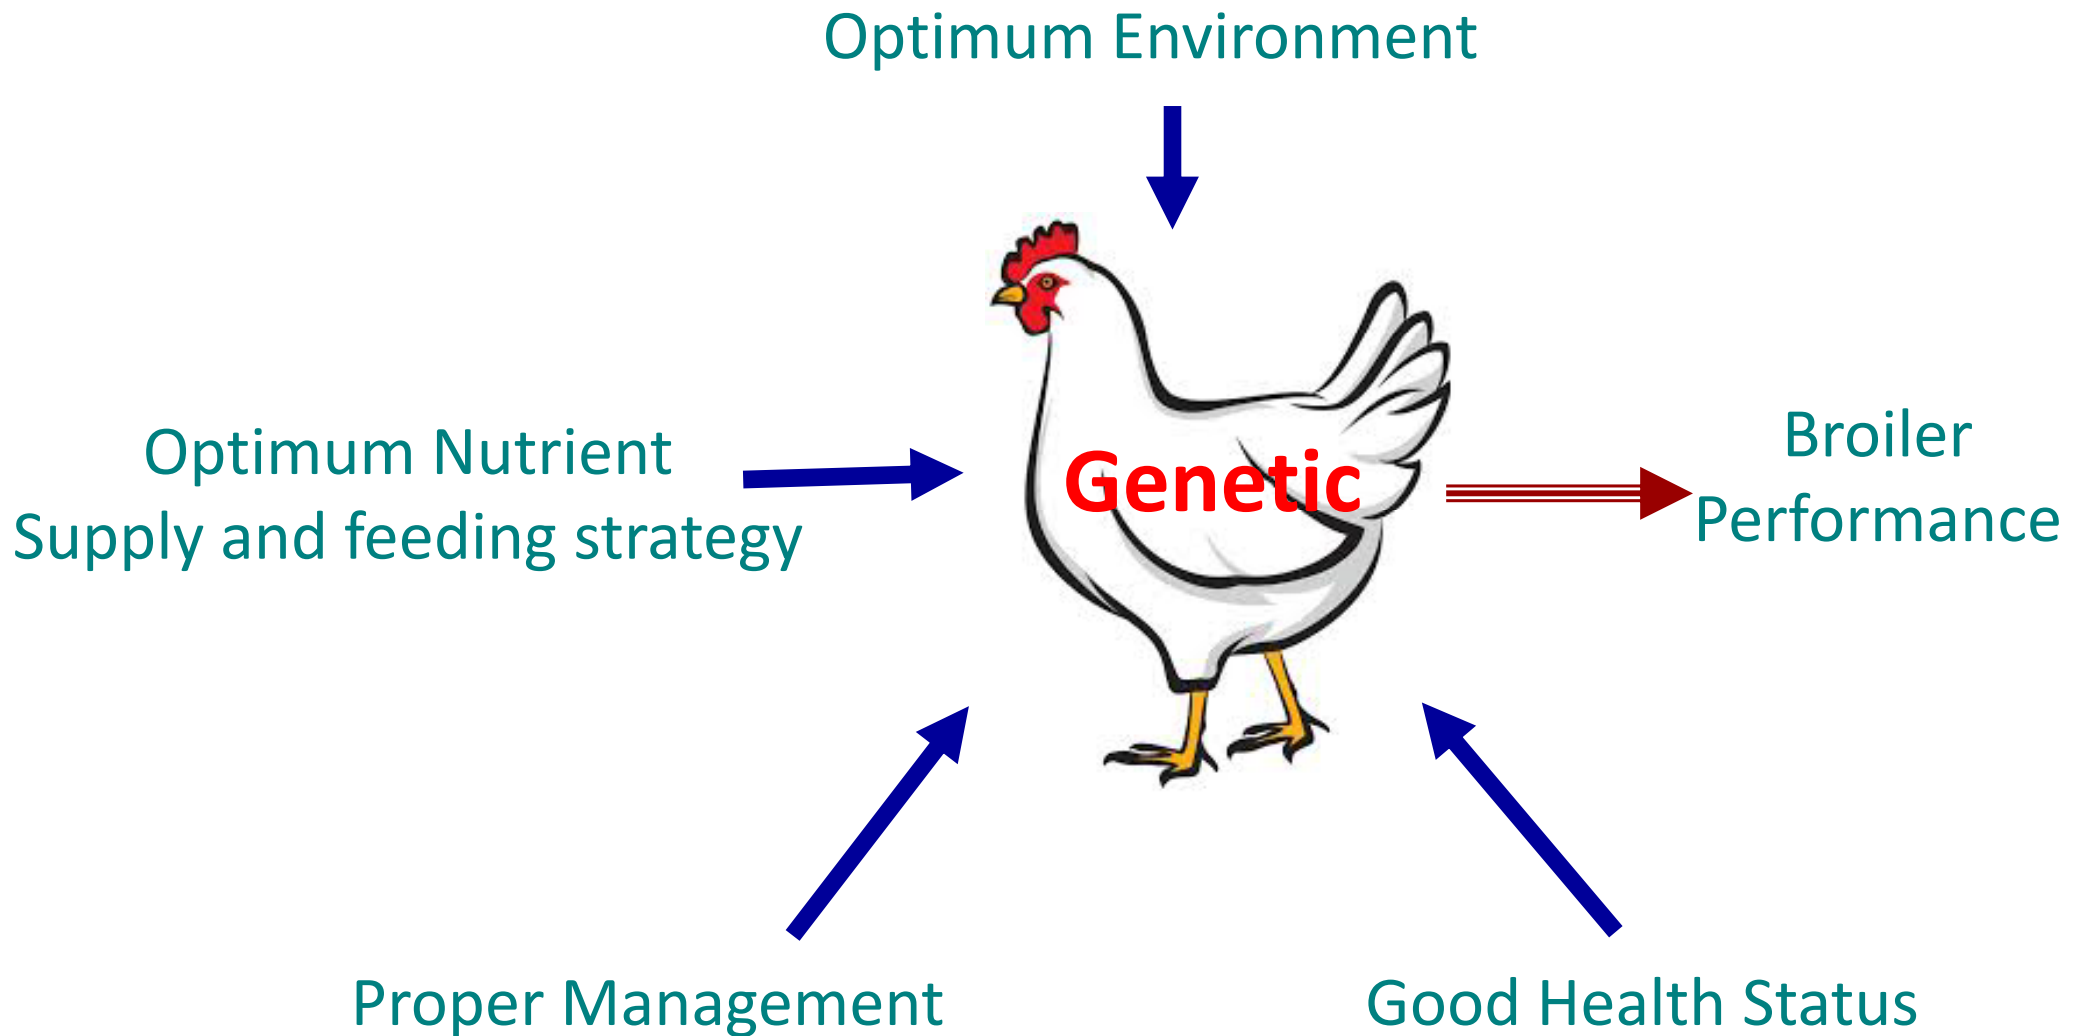 Optimum Environment
Optimum Nutrient
Supply and feeding strategy
Genetic
Broiler
Performance
Proper Management
Good Health Status